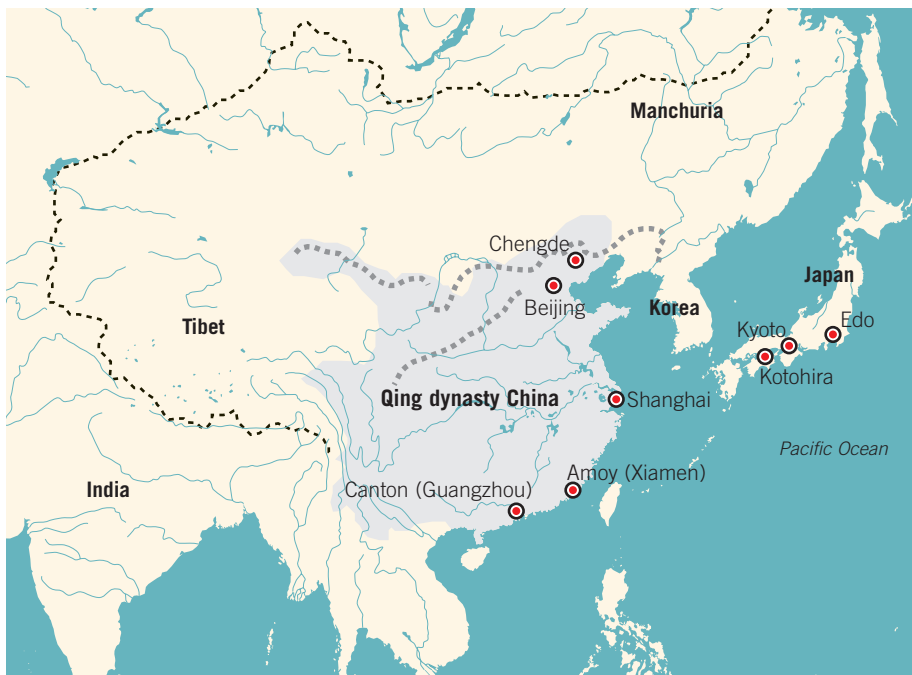 Manchuria
Chengde
Japan
Beijing
Korea
Tibet
Kyoto
Edo
Kotohira
Qing dynasty China
Shanghai
Pacific Ocean
Amoy (Xiamen)
India
Canton (Guangzhou)